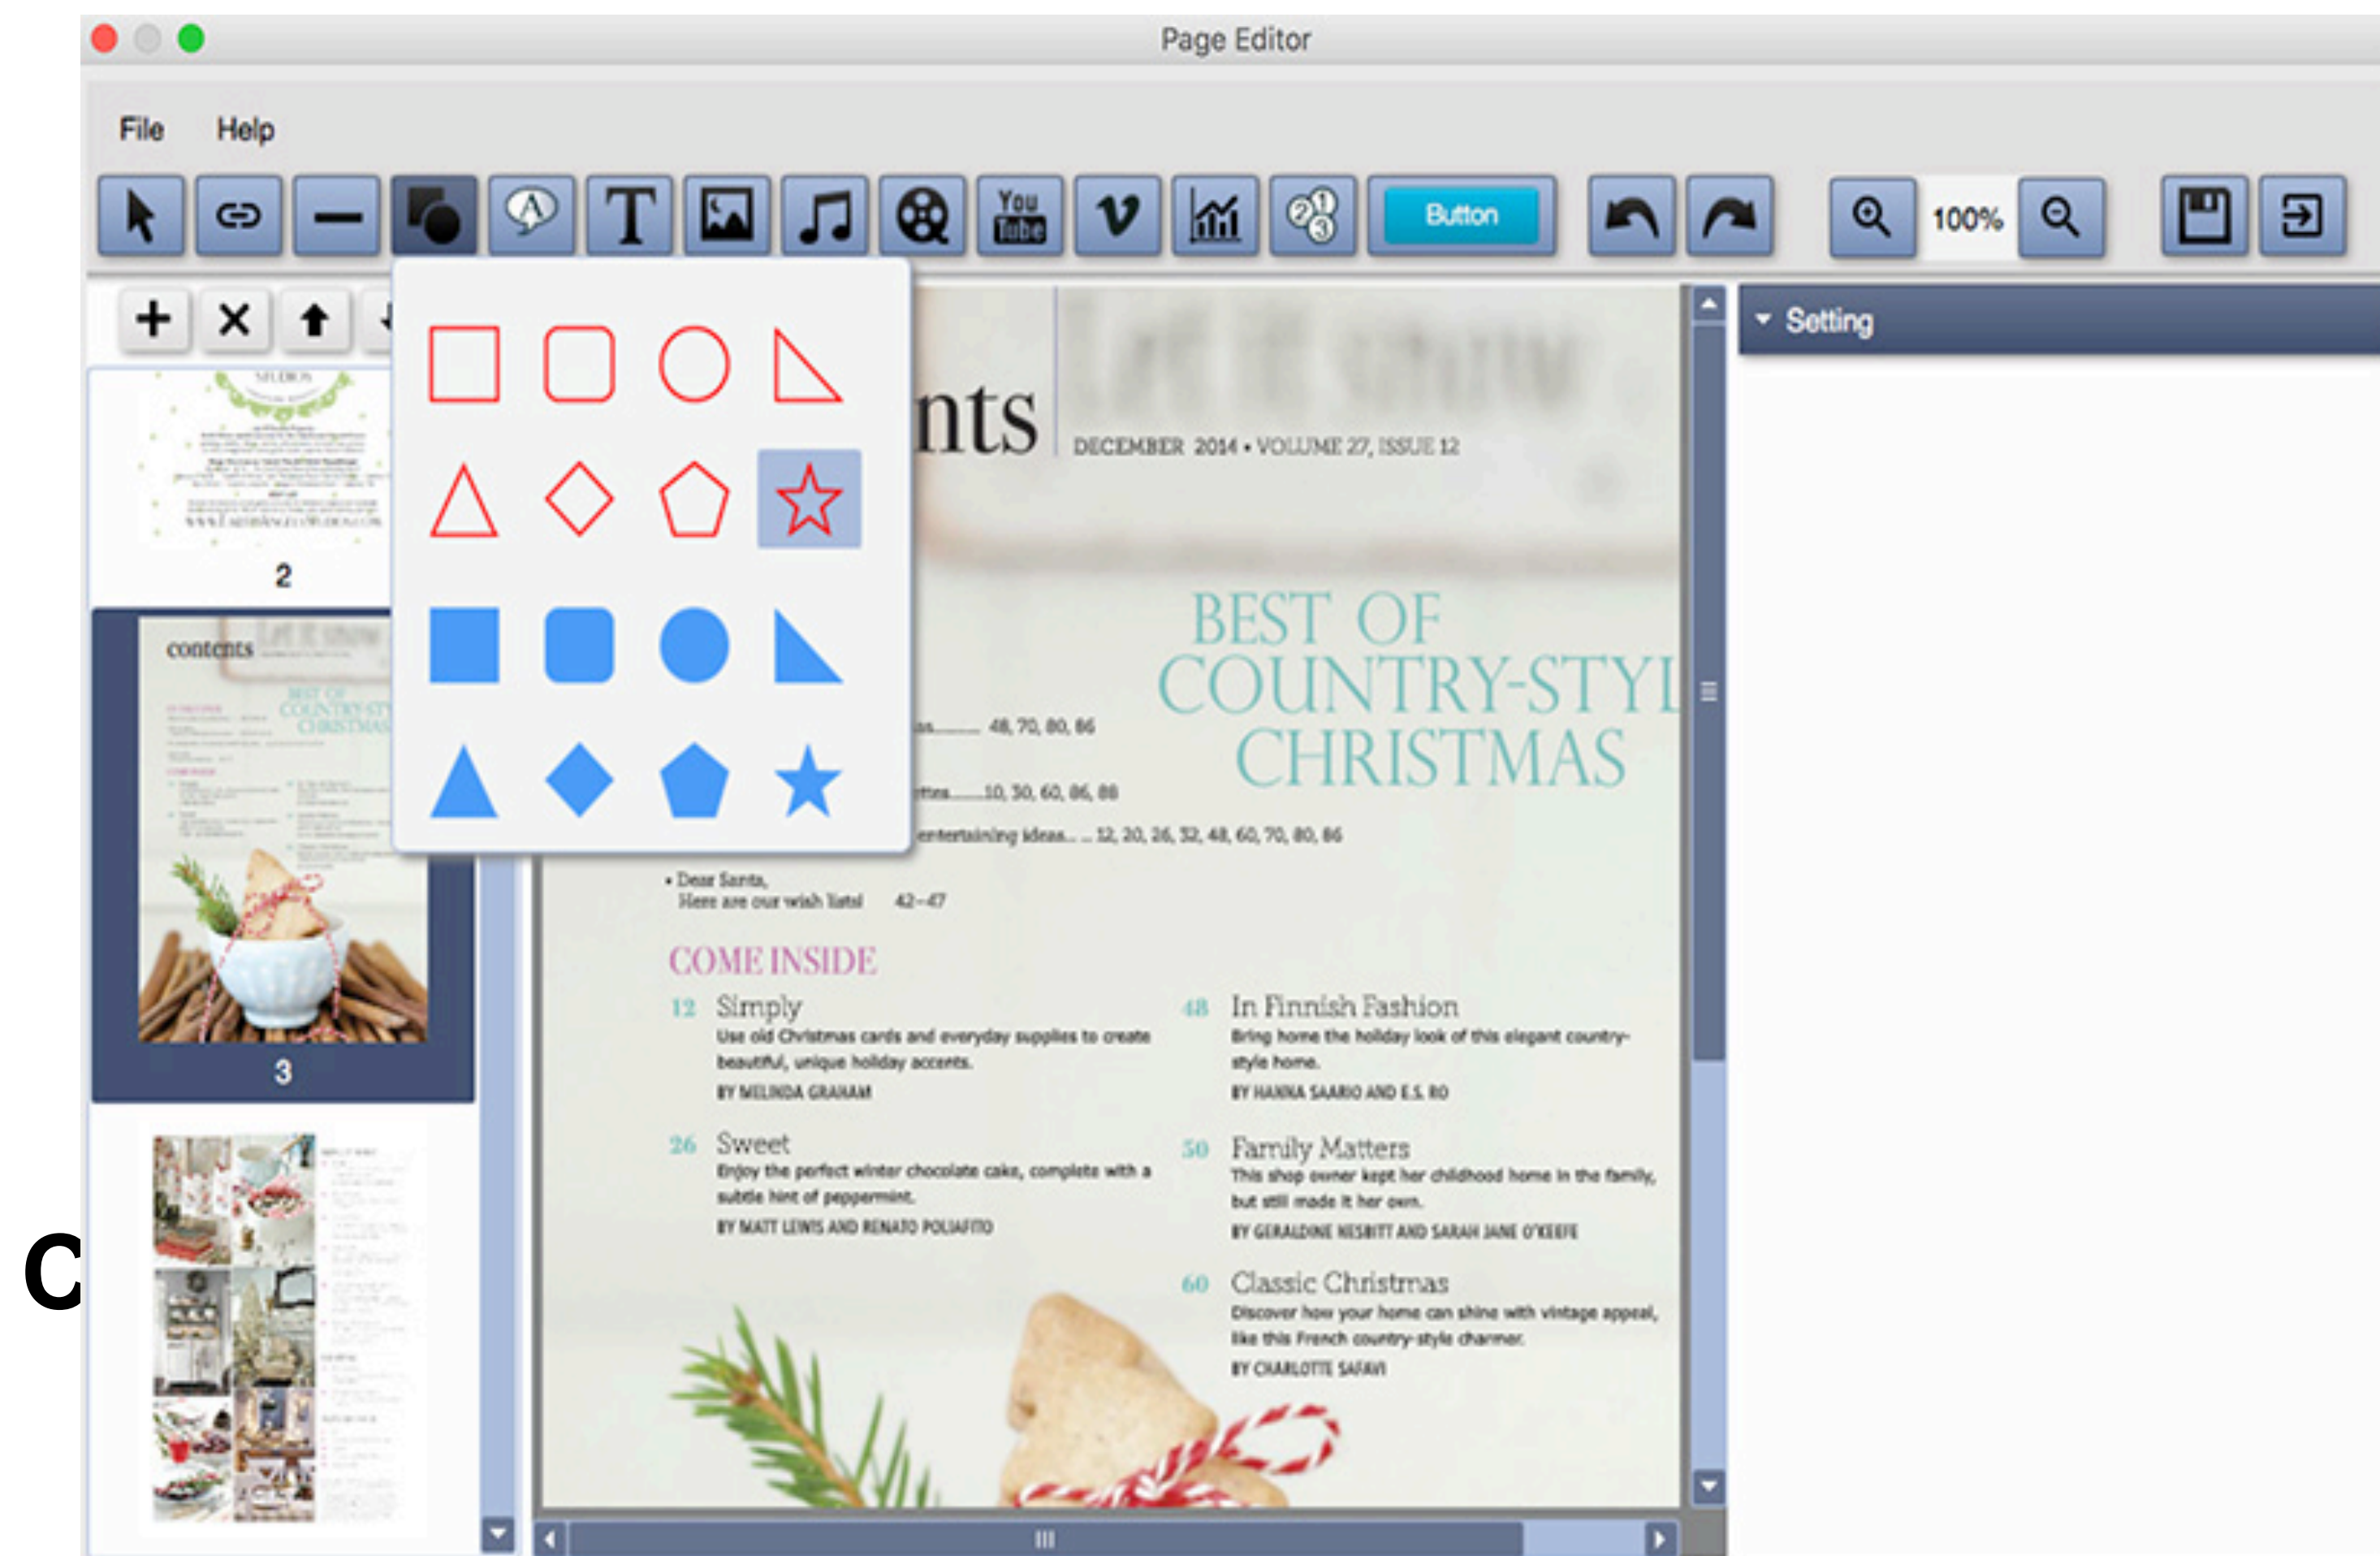 Page Editor
File Help
T You Tube Button 100%
Setting
nts
DECEMBER 2014 • VOLUME 27, ISSUE 12
STUDIOS
2
BEST OF
COUNTRY-STYL
CHRISTMAS
contents
Let it snow
BEST OF
CHRISTMAS
48, 70, 80, 86
10, 30, 60, 86, 88
entertaining ideas.... 12, 20, 26, 32, 48, 60, 70, 80, 86
• Dear Santa,
Here are our wish lists! 42–47
COME INSIDE
12 Simply
Use old Christmas cards and everyday supplies to create
beautiful, unique holiday accents.
BY MELINDA GRAHAM
26 Sweet
Enjoy the perfect winter chocolate cake, complete with a
subtle hint of peppermint.
BY MATT LEWIS AND RENATO POLIAFITO
48 In Finnish Fashion
Bring home the holiday look of this elegant country-
style home.
BY HANNA SAARIO AND E.S. RO
50 Family Matters
This shop owner kept her childhood home in the family,
but still made it her own.
BY GERALDINE NESBITT AND SARAH JANE O'KEEFE
60 Classic Christmas
Discover how your home can shine with vintage appeal,
like this French country-style charmer.
BY CHARLOTTE SAFAVI
3
C